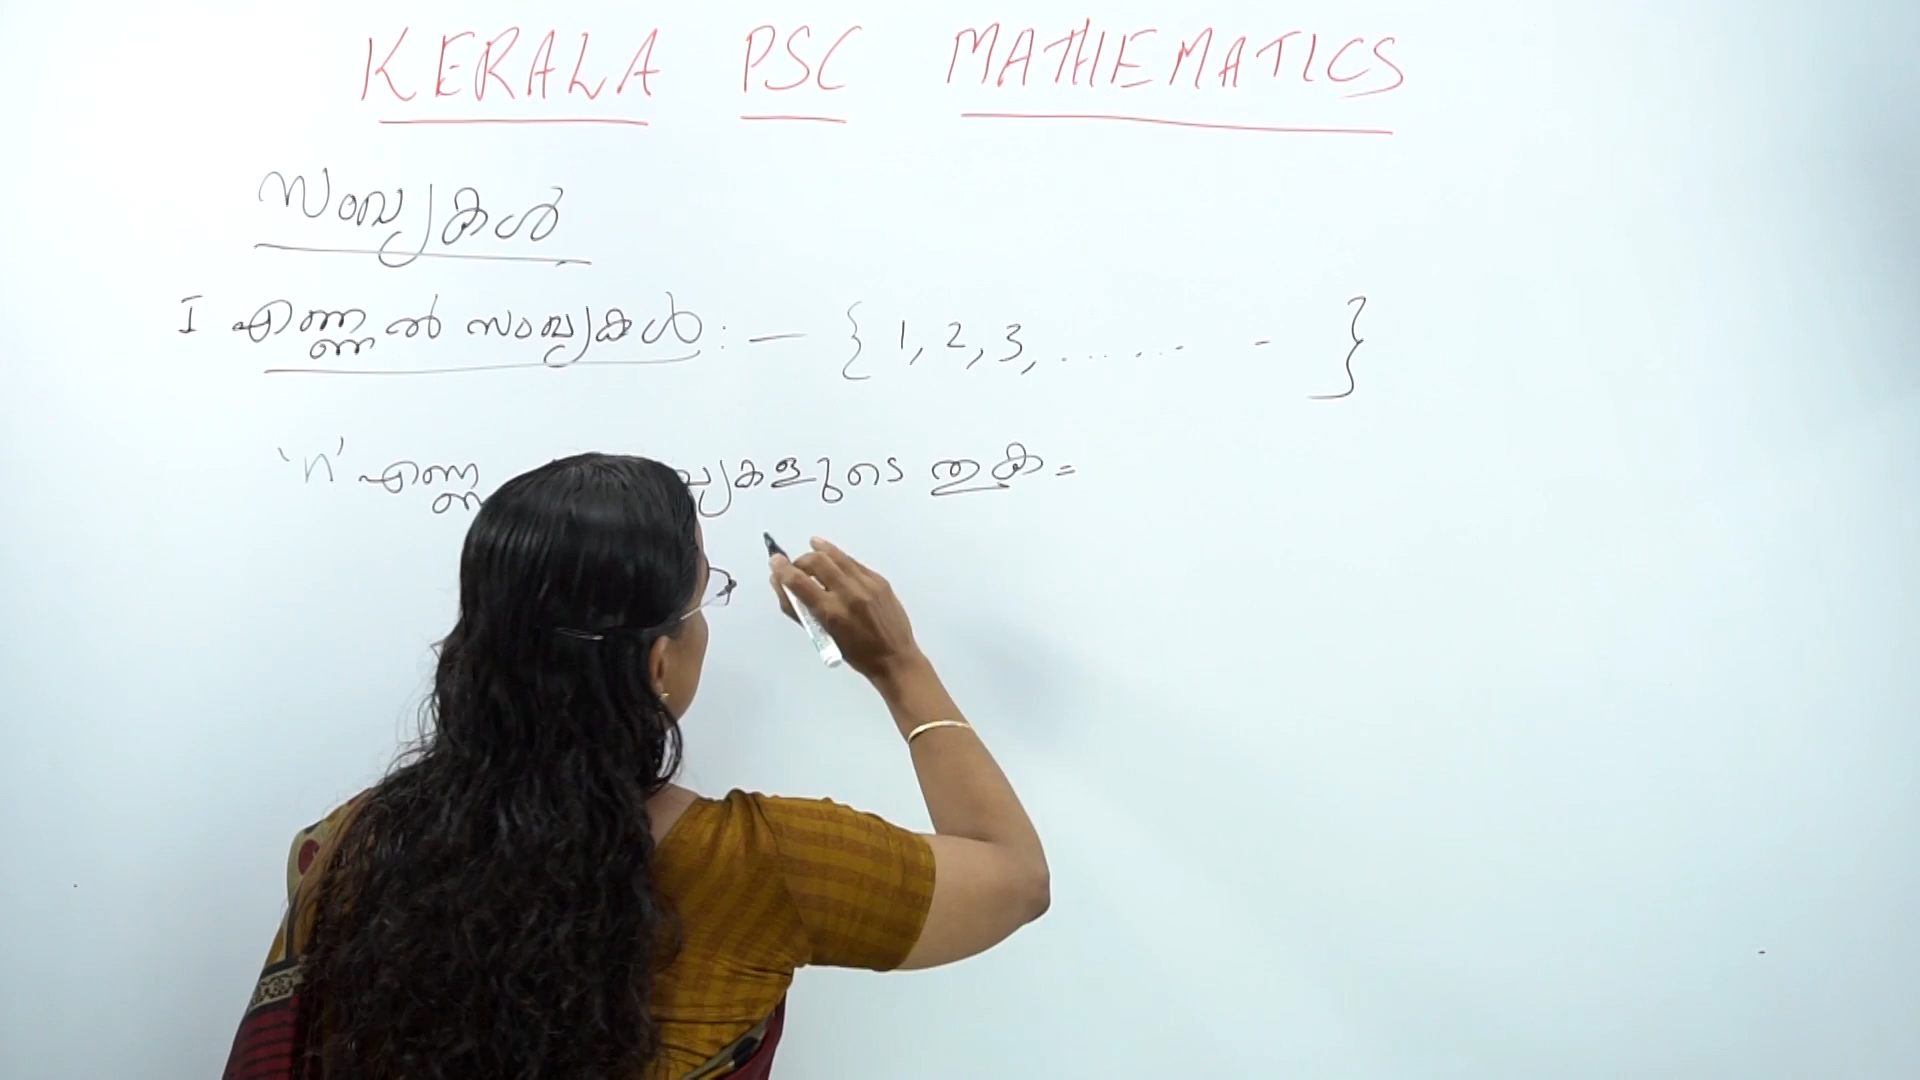 KERALA PSC MATHEMATICS
സംഖ്യകൾ
I എണ്ണൽ സംഖ്യകൾ :— { 1, 2, 3, ...... - }
'n' എണ്ണ ്യകളുടെ തുക =